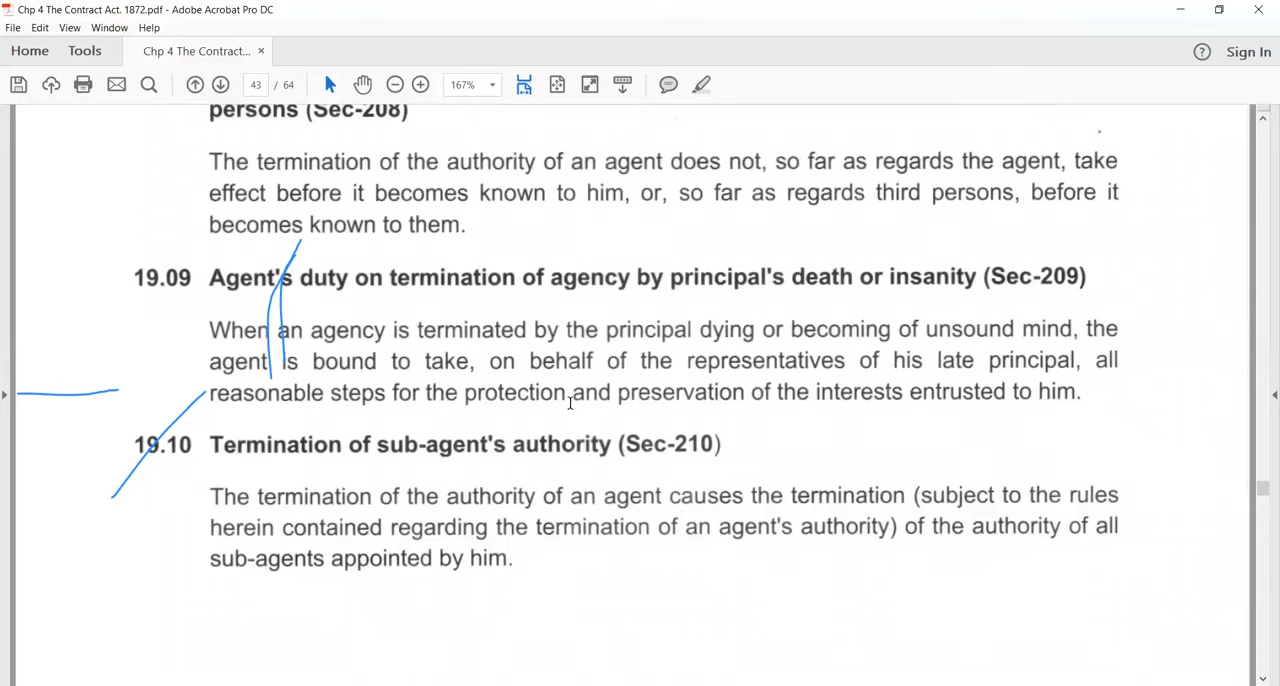 Chp 4 The Contract Act. 1872.pdf - Adobe Acrobat Pro DC
File Edit View Window Help
Home Tools Chp 4 The Contract... × Sign In
43 / 64 167%
persons (Sec-208)
The termination of the authority of an agent does not, so far as regards the agent, take
effect before it becomes known to him, or, so far as regards third persons, before it
becomes known to them.
19.09 Agent's duty on termination of agency by principal's death or insanity (Sec-209)
When an agency is terminated by the principal dying or becoming of unsound mind, the
agent is bound to take, on behalf of the representatives of his late principal, all
reasonable steps for the protection and preservation of the interests entrusted to him.
19.10 Termination of sub-agent's authority (Sec-210)
The termination of the authority of an agent causes the termination (subject to the rules
herein contained regarding the termination of an agent's authority) of the authority of all
sub-agents appointed by him.